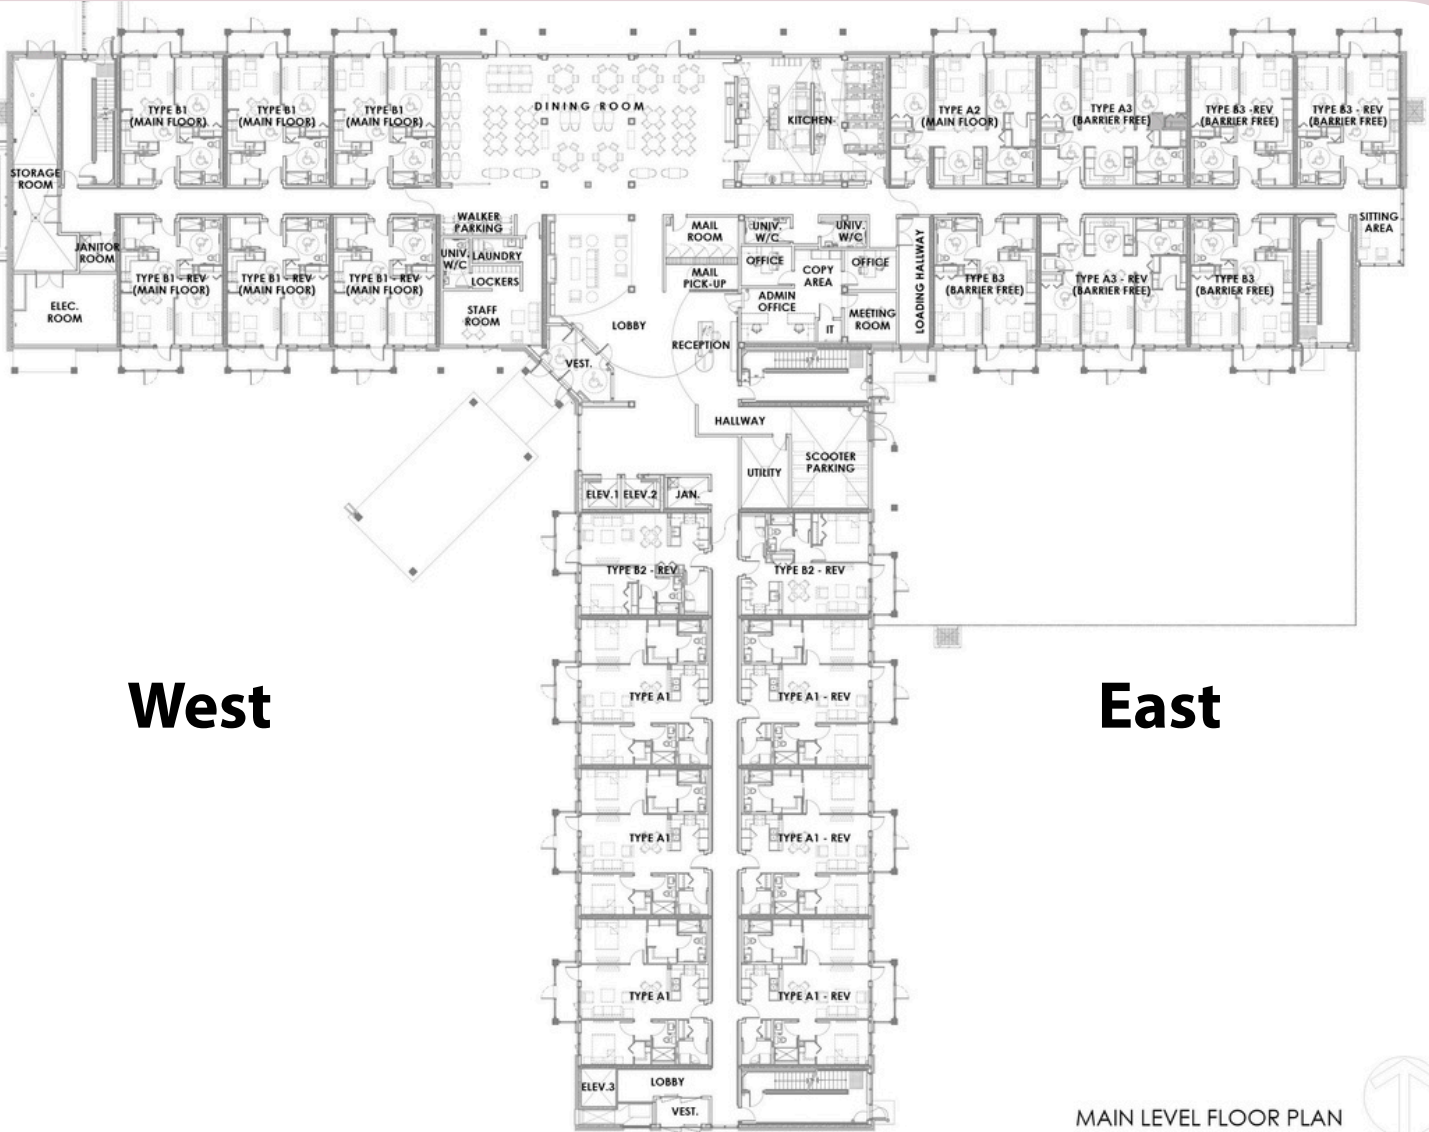 TYPE B1
(MAIN FLOOR)
TYPE B1
(MAIN FLOOR)
TYPE B1
(MAIN FLOOR)
DINING ROOM
KITCHEN
TYPE A2
(MAIN FLOOR)
TYPE A3
(BARRIER FREE)
TYPE B3 - REV
(BARRIER FREE)
TYPE B3 - REV
(BARRIER FREE)
STORAGE
ROOM
JANITOR
ROOM
ELEC.
ROOM
TYPE B1 - REV
(MAIN FLOOR)
TYPE B1 - REV
(MAIN FLOOR)
TYPE B1 - REV
(MAIN FLOOR)
WALKER
PARKING
UNIV.
W/C
LAUNDRY
LOCKERS
STAFF
ROOM
LOBBY
VEST.
MAIL
ROOM
MAIL
PICK-UP
RECEPTION
UNIV.
W/C
UNIV.
W/C
OFFICE
COPY
AREA
OFFICE
ADMIN
OFFICE
IT
MEETING
ROOM
LOADING HALLWAY
TYPE B3
(BARRIER FREE)
TYPE A3 - REV
(BARRIER FREE)
TYPE B3
(BARRIER FREE)
SITTING
AREA
HALLWAY
UTILITY
SCOOTER
PARKING
ELEV.1
ELEV.2
JAN.
TYPE B2 - REV
TYPE B2 - REV
TYPE A1
TYPE A1 - REV
West
East
TYPE A1
TYPE A1 - REV
TYPE A1
TYPE A1 - REV
ELEV.3
LOBBY
VEST.
MAIN LEVEL FLOOR PLAN